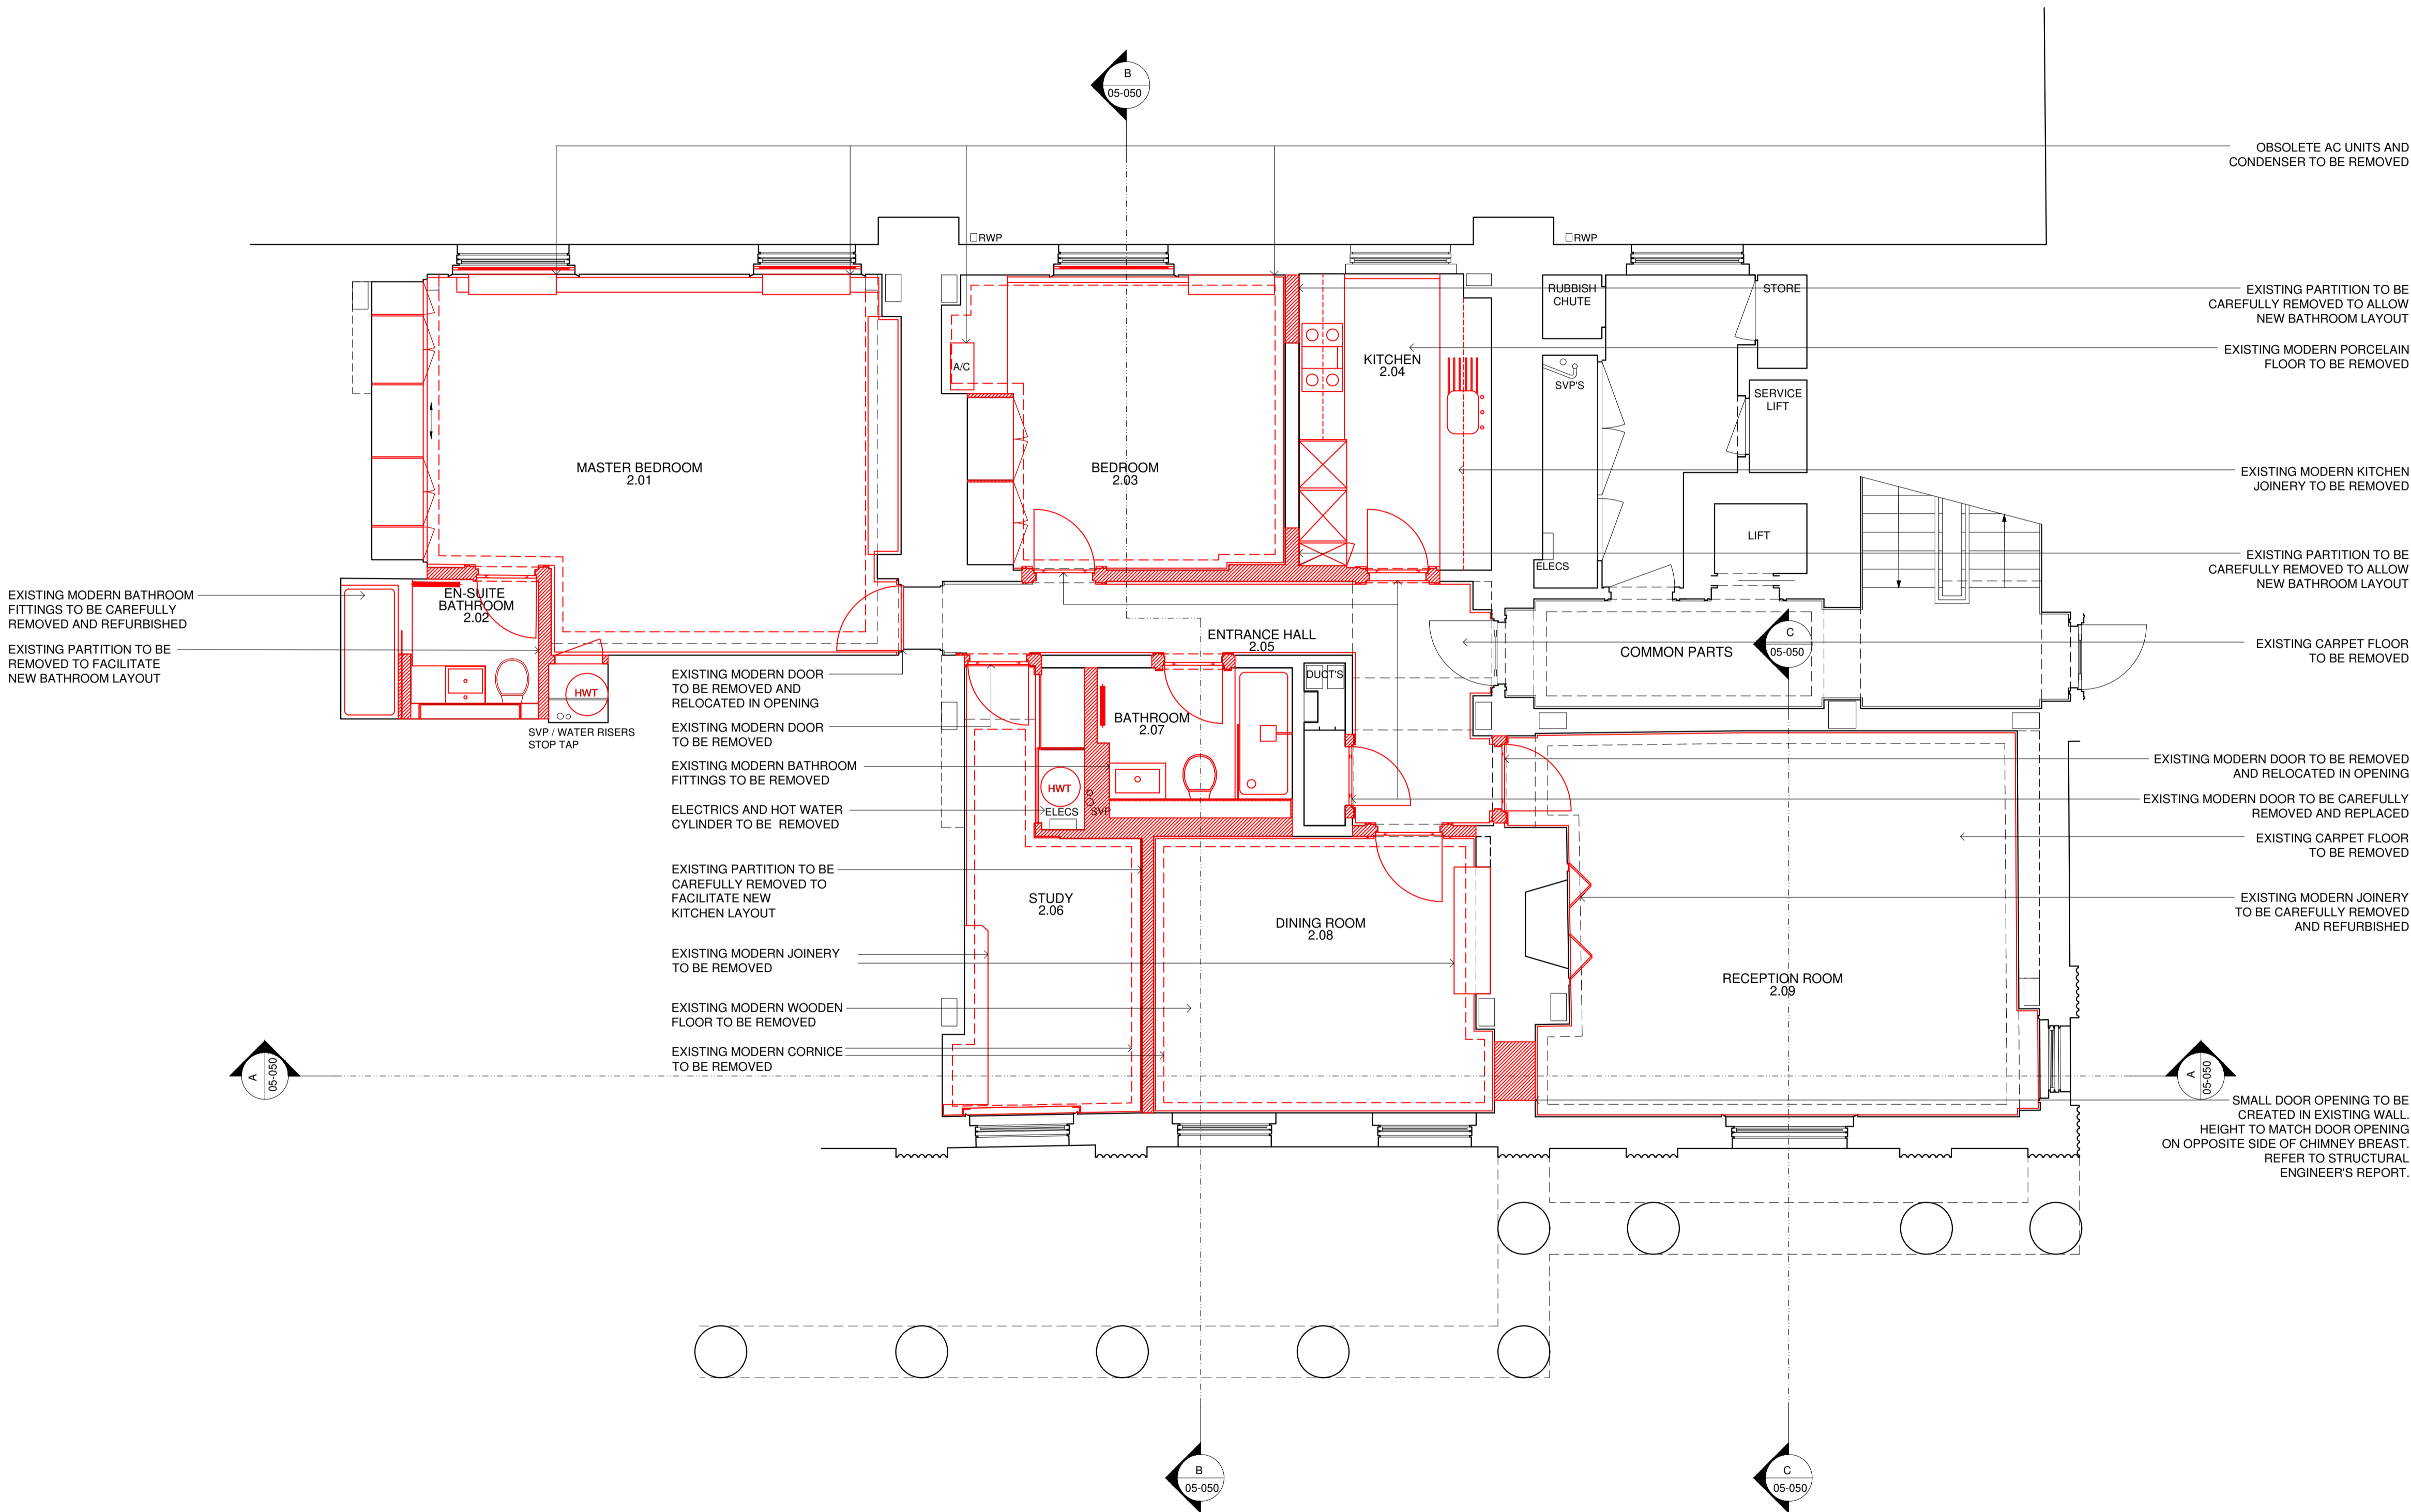 B
05-050
OBSOLETE AC UNITS AND
CONDENSER TO BE REMOVED
RWP
RWP
RUBBISH
CHUTE
STORE
EXISTING PARTITION TO BE
CAREFULLY REMOVED TO ALLOW
NEW BATHROOM LAYOUT
EXISTING MODERN PORCELAIN
FLOOR TO BE REMOVED
KITCHEN
2.04
A/C
SVP'S
SERVICE
LIFT
MASTER BEDROOM
2.01
BEDROOM
2.03
EXISTING MODERN KITCHEN
JOINERY TO BE REMOVED
LIFT
ELECS
EXISTING PARTITION TO BE
CAREFULLY REMOVED TO ALLOW
NEW BATHROOM LAYOUT
EXISTING MODERN BATHROOM
FITTINGS TO BE CAREFULLY
REMOVED AND REFURBISHED
EN-SUITE
BATHROOM
2.02
EXISTING PARTITION TO BE
REMOVED TO FACILITATE
NEW BATHROOM LAYOUT
ENTRANCE HALL
2.05
COMMON PARTS
C
05-050
EXISTING CARPET FLOOR
TO BE REMOVED
HWT
SVP / WATER RISERS
STOP TAP
EXISTING MODERN DOOR
TO BE REMOVED AND
RELOCATED IN OPENING
EXISTING MODERN DOOR
TO BE REMOVED
EXISTING MODERN BATHROOM
FITTINGS TO BE REMOVED
ELECTRICS AND HOT WATER
CYLINDER TO BE  REMOVED
DUCT'S
BATHROOM
2.07
HWT
ELECS
SVP
EXISTING MODERN DOOR TO BE REMOVED
AND RELOCATED IN OPENING
EXISTING MODERN DOOR TO BE CAREFULLY
REMOVED AND REPLACED
EXISTING CARPET FLOOR
TO BE REMOVED
EXISTING PARTITION TO BE
CAREFULLY REMOVED TO
FACILITATE NEW
KITCHEN LAYOUT
STUDY
2.06
DINING ROOM
2.08
EXISTING MODERN JOINERY
TO BE CAREFULLY REMOVED
AND REFURBISHED
EXISTING MODERN JOINERY
TO BE REMOVED
RECEPTION ROOM
2.09
EXISTING MODERN WOODEN
FLOOR TO BE REMOVED
EXISTING MODERN CORNICE
TO BE REMOVED
A
05-050
A
05-050
SMALL DOOR OPENING TO BE
CREATED IN EXISTING WALL.
HEIGHT TO MATCH DOOR OPENING
ON OPPOSITE SIDE OF CHIMNEY BREAST.
REFER TO STRUCTURAL
ENGINEER'S REPORT.
B
05-050
C
05-050